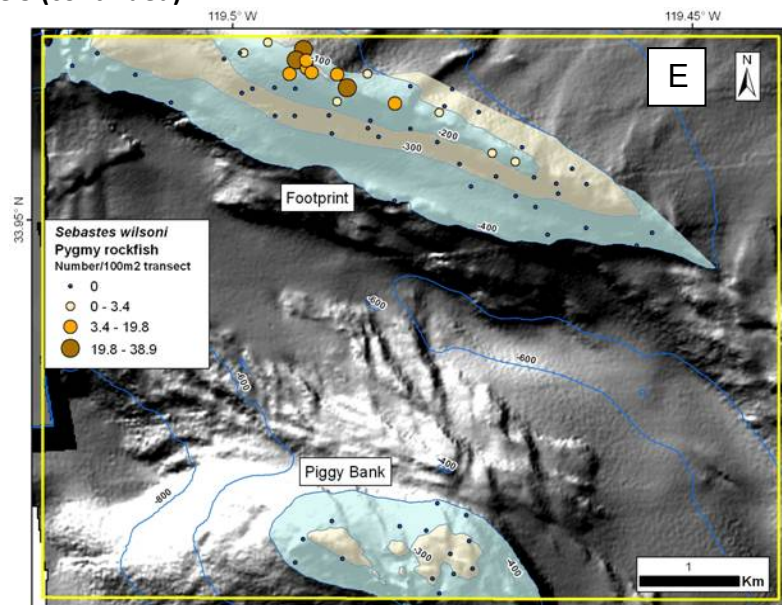 119.5° W
119.45° W
33.95° N
E
N
-100
-200
-300
-400
Footprint
Sebastes wilsoni
Pygmy rockfish
Number/100m2 transect
0
0 - 3.4
3.4 - 19.8
19.8 - 38.9
-600
-600
-600
-400
Piggy Bank
-800
-300
-400
1
Km